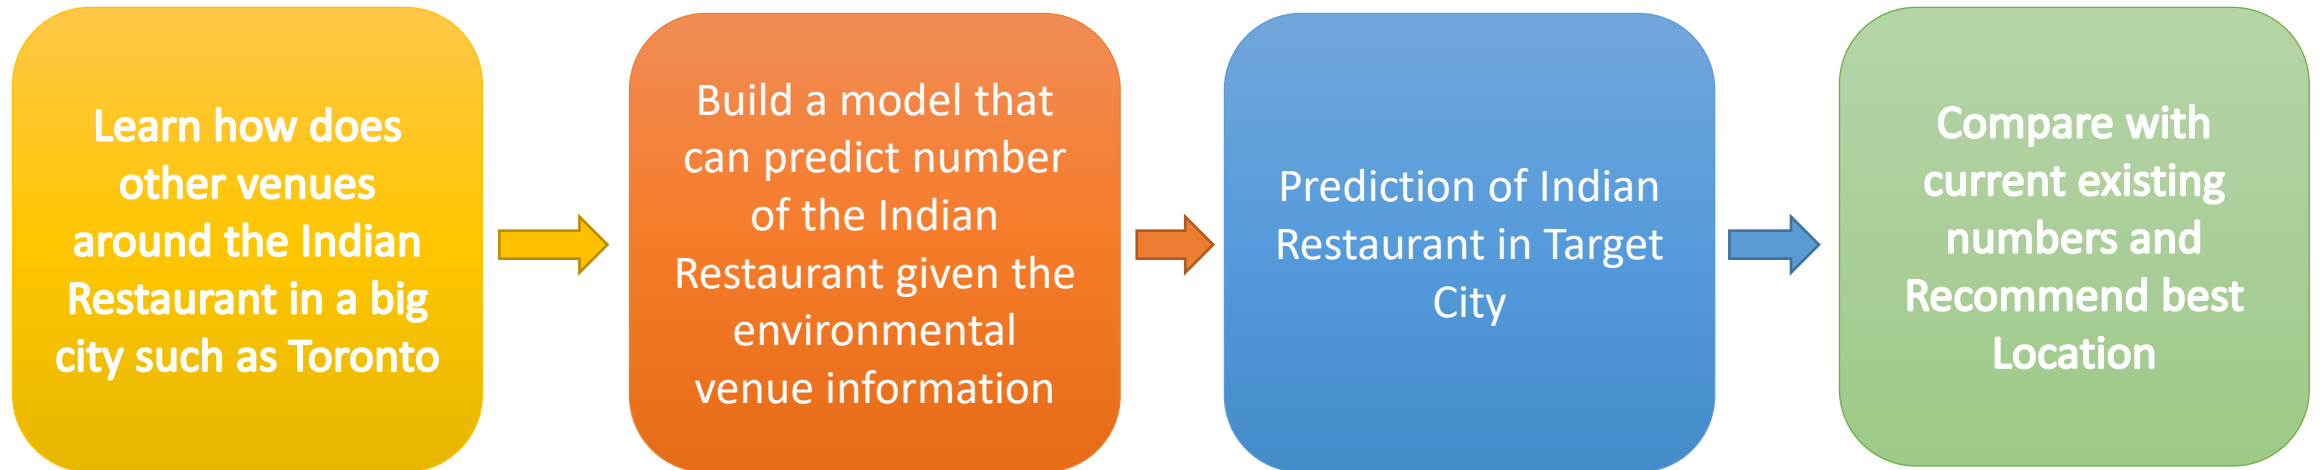 Learn how does
other venues
around the Indian
Restaurant in a big
city such as Toronto
Build a model that
can predict number
of the Indian
Restaurant given the
environmental
venue information
Prediction of Indian
Restaurant in Target
City
Compare with
current existing
numbers and
Recommend best
Location